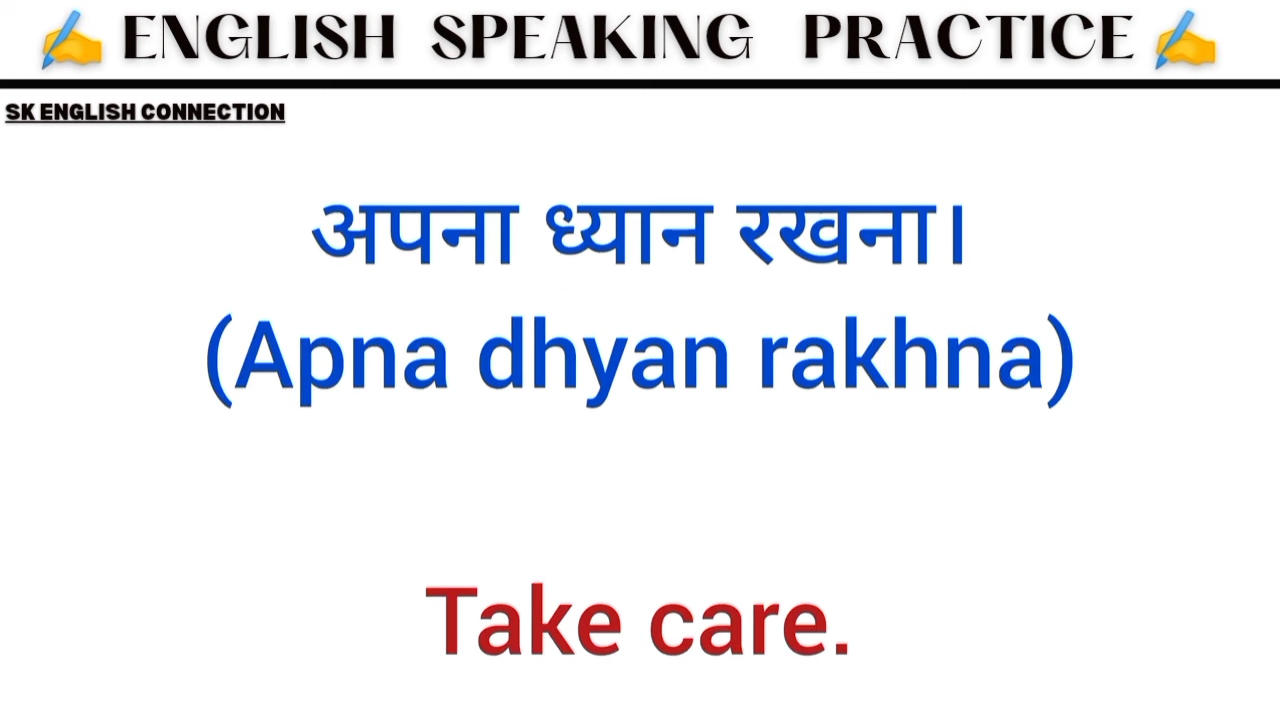 ✍️ ENGLISH SPEAKING PRACTICE ✍️
SK ENGLISH CONNECTION
अपना ध्यान रखना।
(Apna dhyan rakhna)
Take care.